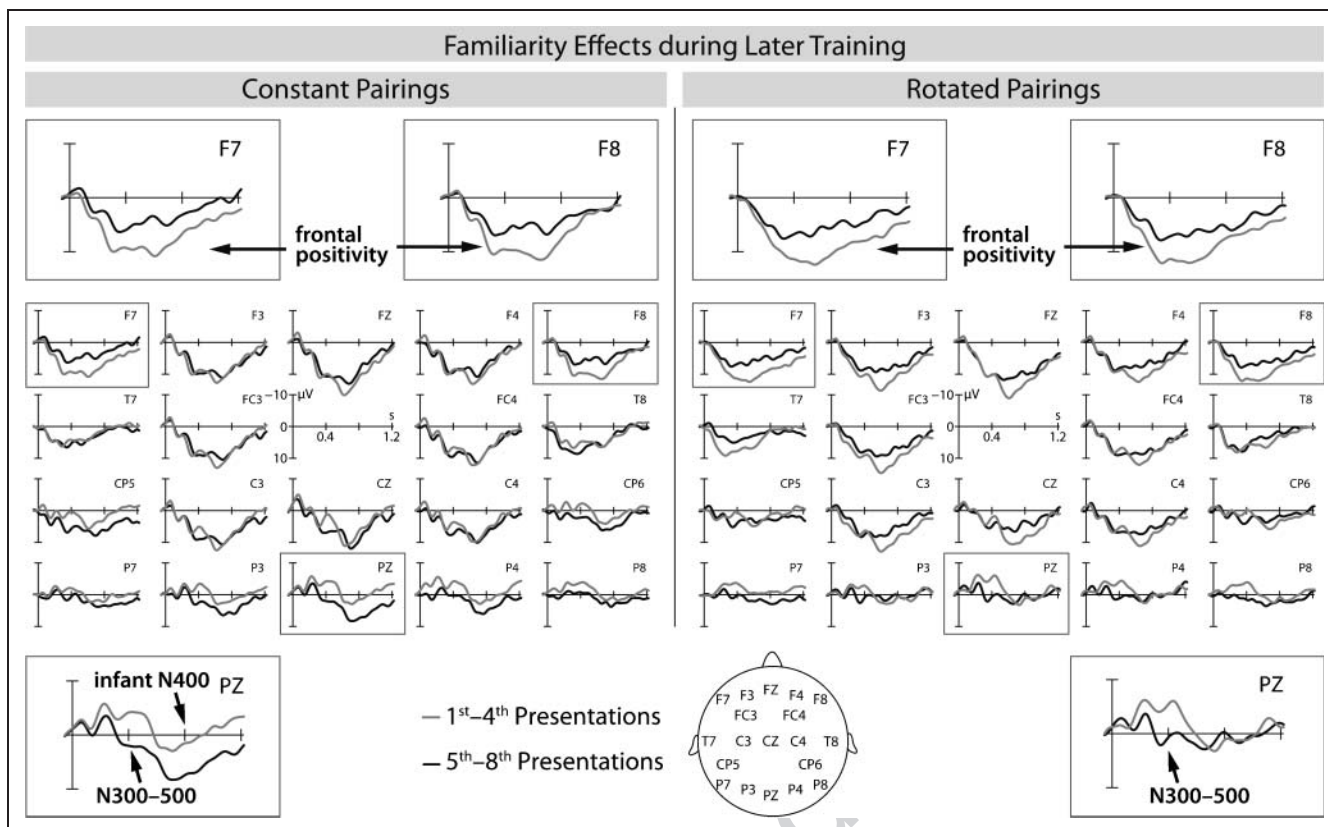 Familiarity Effects during Later Training
Constant Pairings
Rotated Pairings
F7
F8
F7
F8
frontal
positivity
frontal
positivity
F7 F3 FZ F4 F8
F7 F3 FZ F4 F8
T7 FC3 FC4 T8
-10 μV
0
10
0.4
s
1.2
T7 FC3 FC4 T8
-10 μV
0
10
0.4
s
1.2
CP5 C3 CZ C4 CP6
CP5 C3 CZ C4 CP6
P7 P3 PZ P4 P8
P7 P3 PZ P4 P8
infant N400
PZ
N300–500
1st–4th Presentations
5th–8th Presentations
F7 F3 FZ F4 F8
FC3 FC4
T7 C3 CZ C4 T8
CP5 CP6
P7 P3 PZ P4 P8
PZ
N300–500